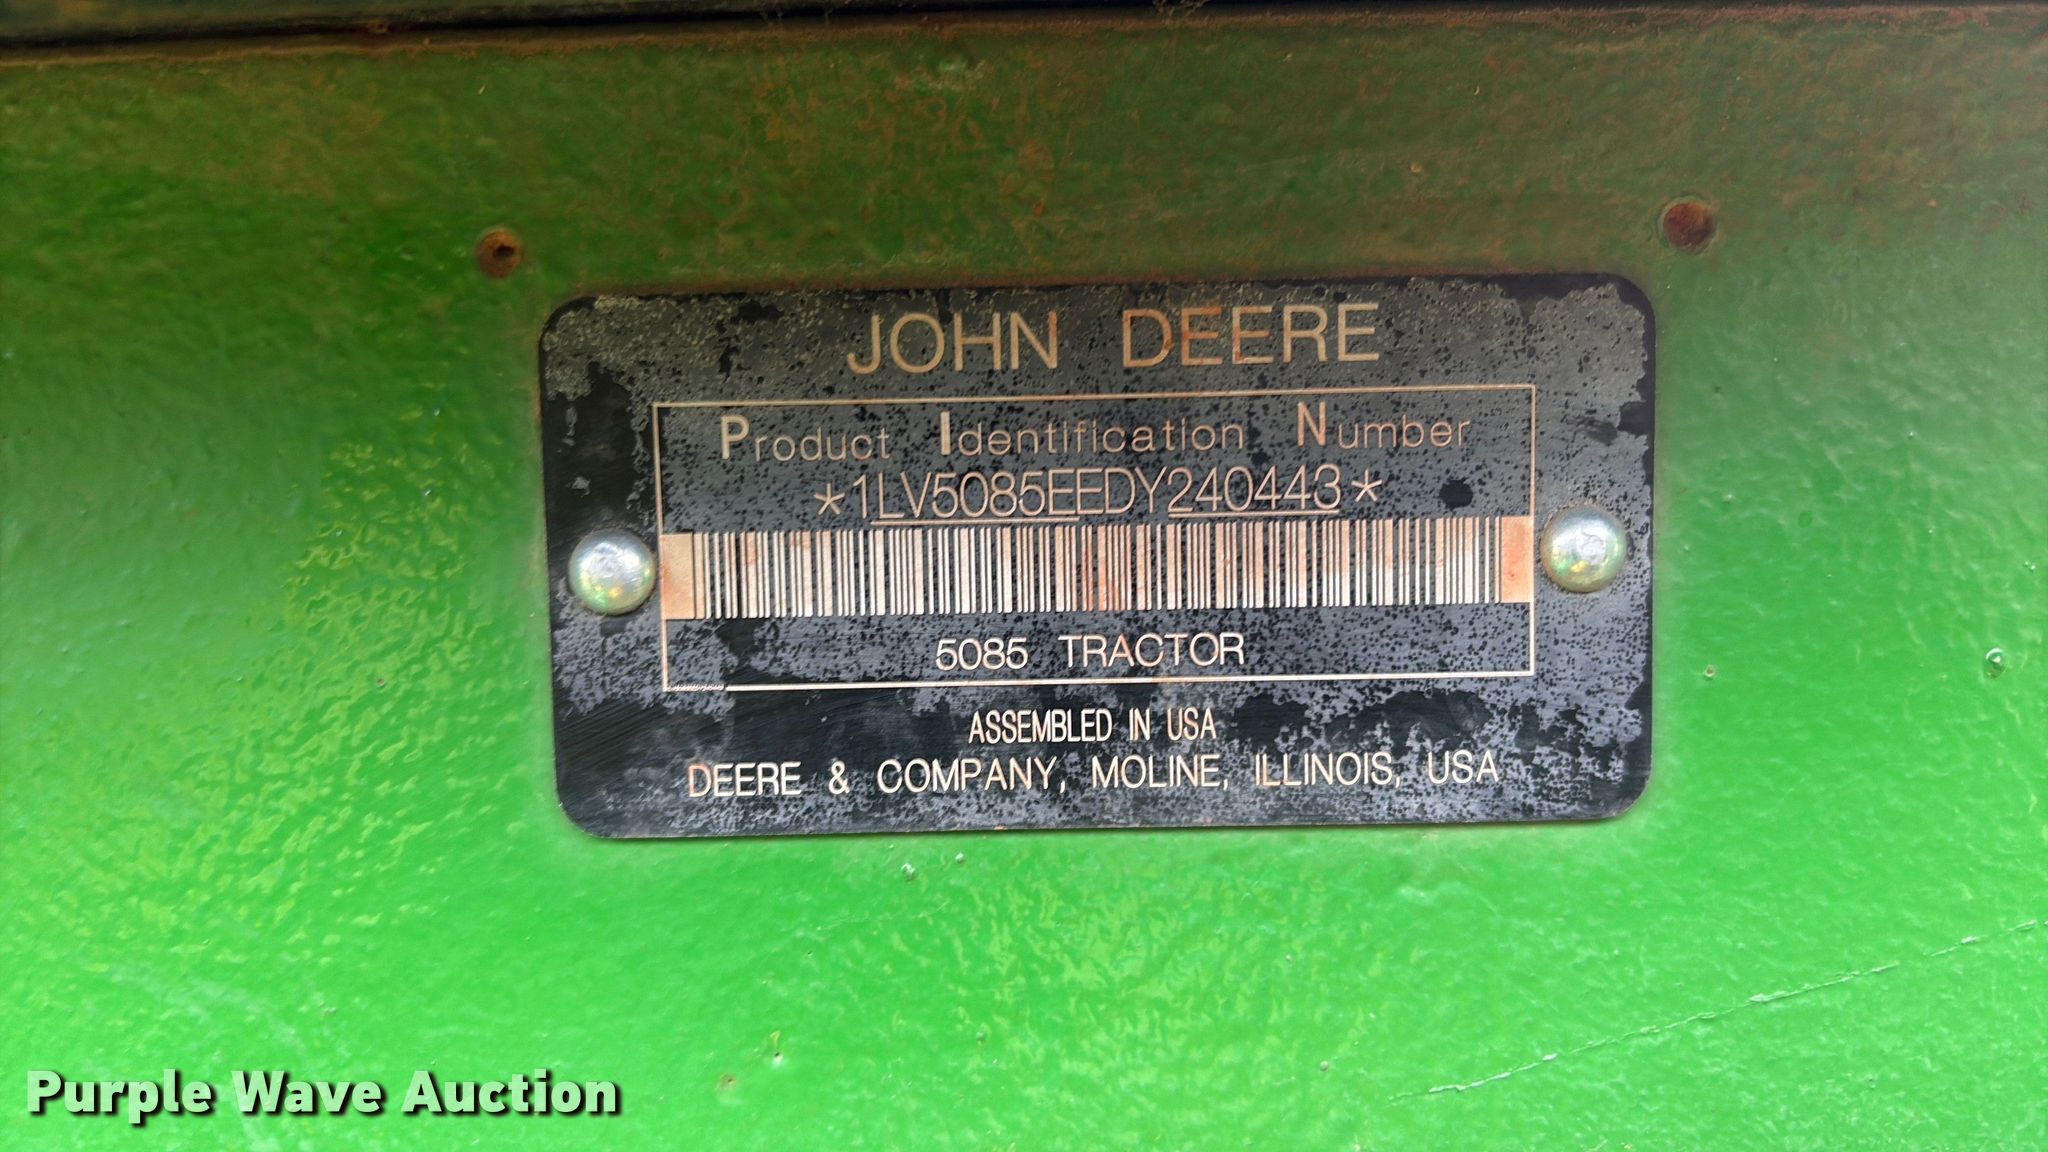 JOHN DEERE
Product Identification Number
*1LV5085EEDY240443*
5085 TRACTOR
ASSEMBLED IN USA
DEERE & COMPANY, MOLINE, ILLINOIS, USA
Purple Wave Auction